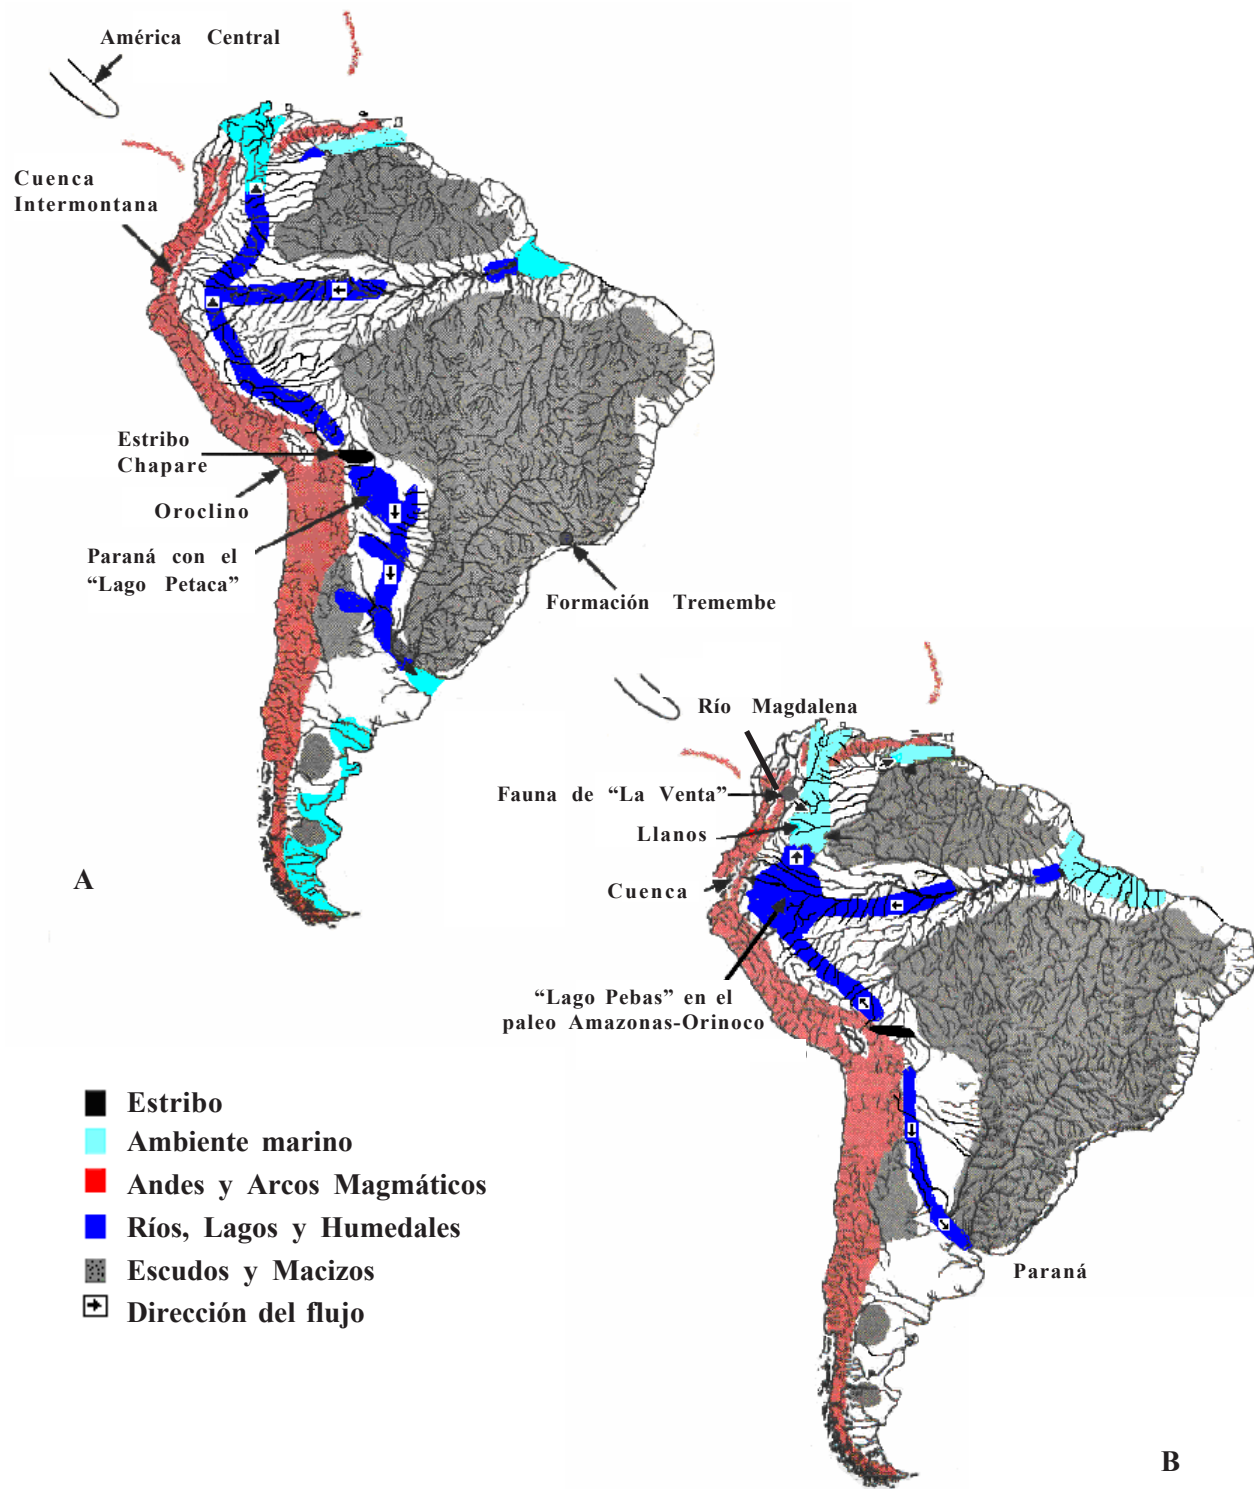 América Central
Cuenca
Intermontana
Estribo
Chapare
Oroclino
Paraná con el
“Lago Petaca”
Formación Tremembe
A
Río Magdalena
Fauna de “La Venta”
Llanos
Cuenca
“Lago Pebas” en el
paleo Amazonas-Orinoco
Paraná
B
Estribo
Ambiente marino
Andes y Arcos Magmáticos
Ríos, Lagos y Humedales
Escudos y Macizos
Dirección del flujo